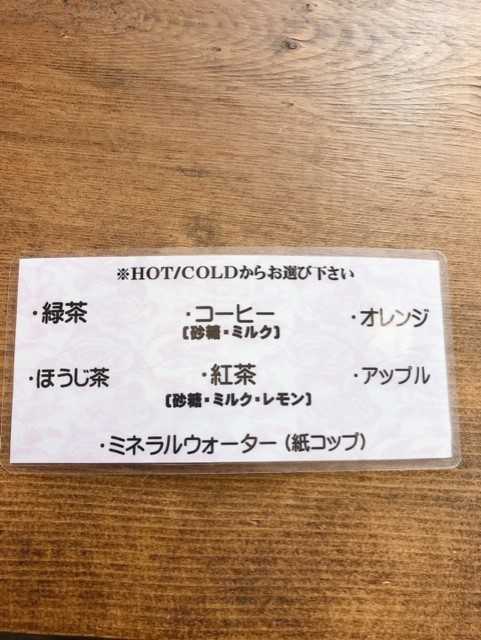 ※HOT/COLDからお選び下さい
・緑茶 ・コーヒー ・オレンジ
【砂糖・ミルク】
・ほうじ茶 ・紅茶 ・アップル
【砂糖・ミルク・レモン】
・ミネラルウォーター（紙コップ）